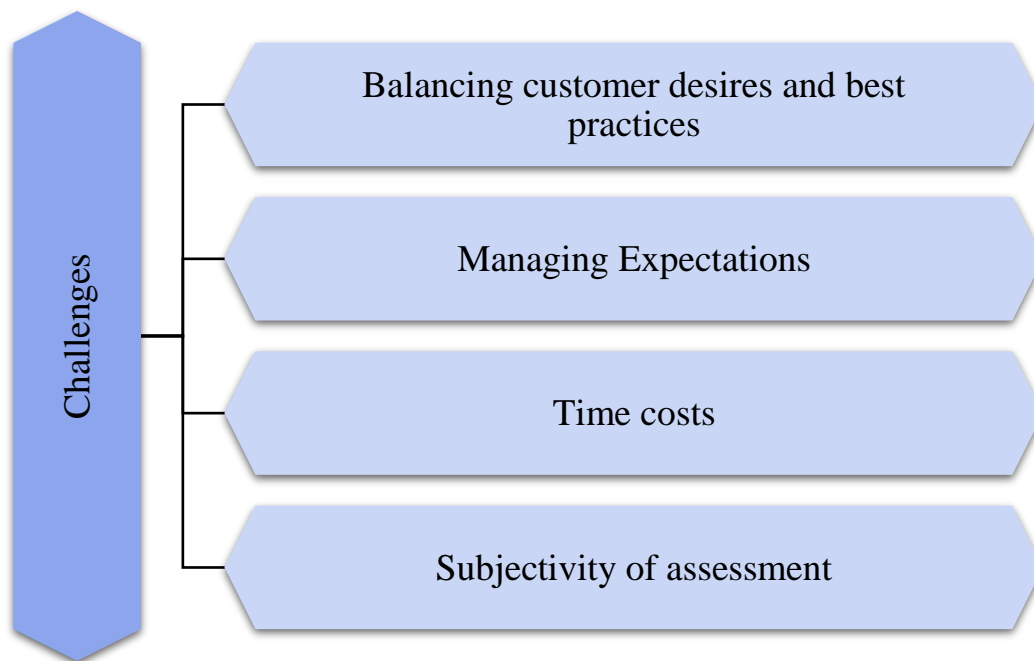 Challenges
Balancing customer desires and best
practices
Managing Expectations
Time costs
Subjectivity of assessment